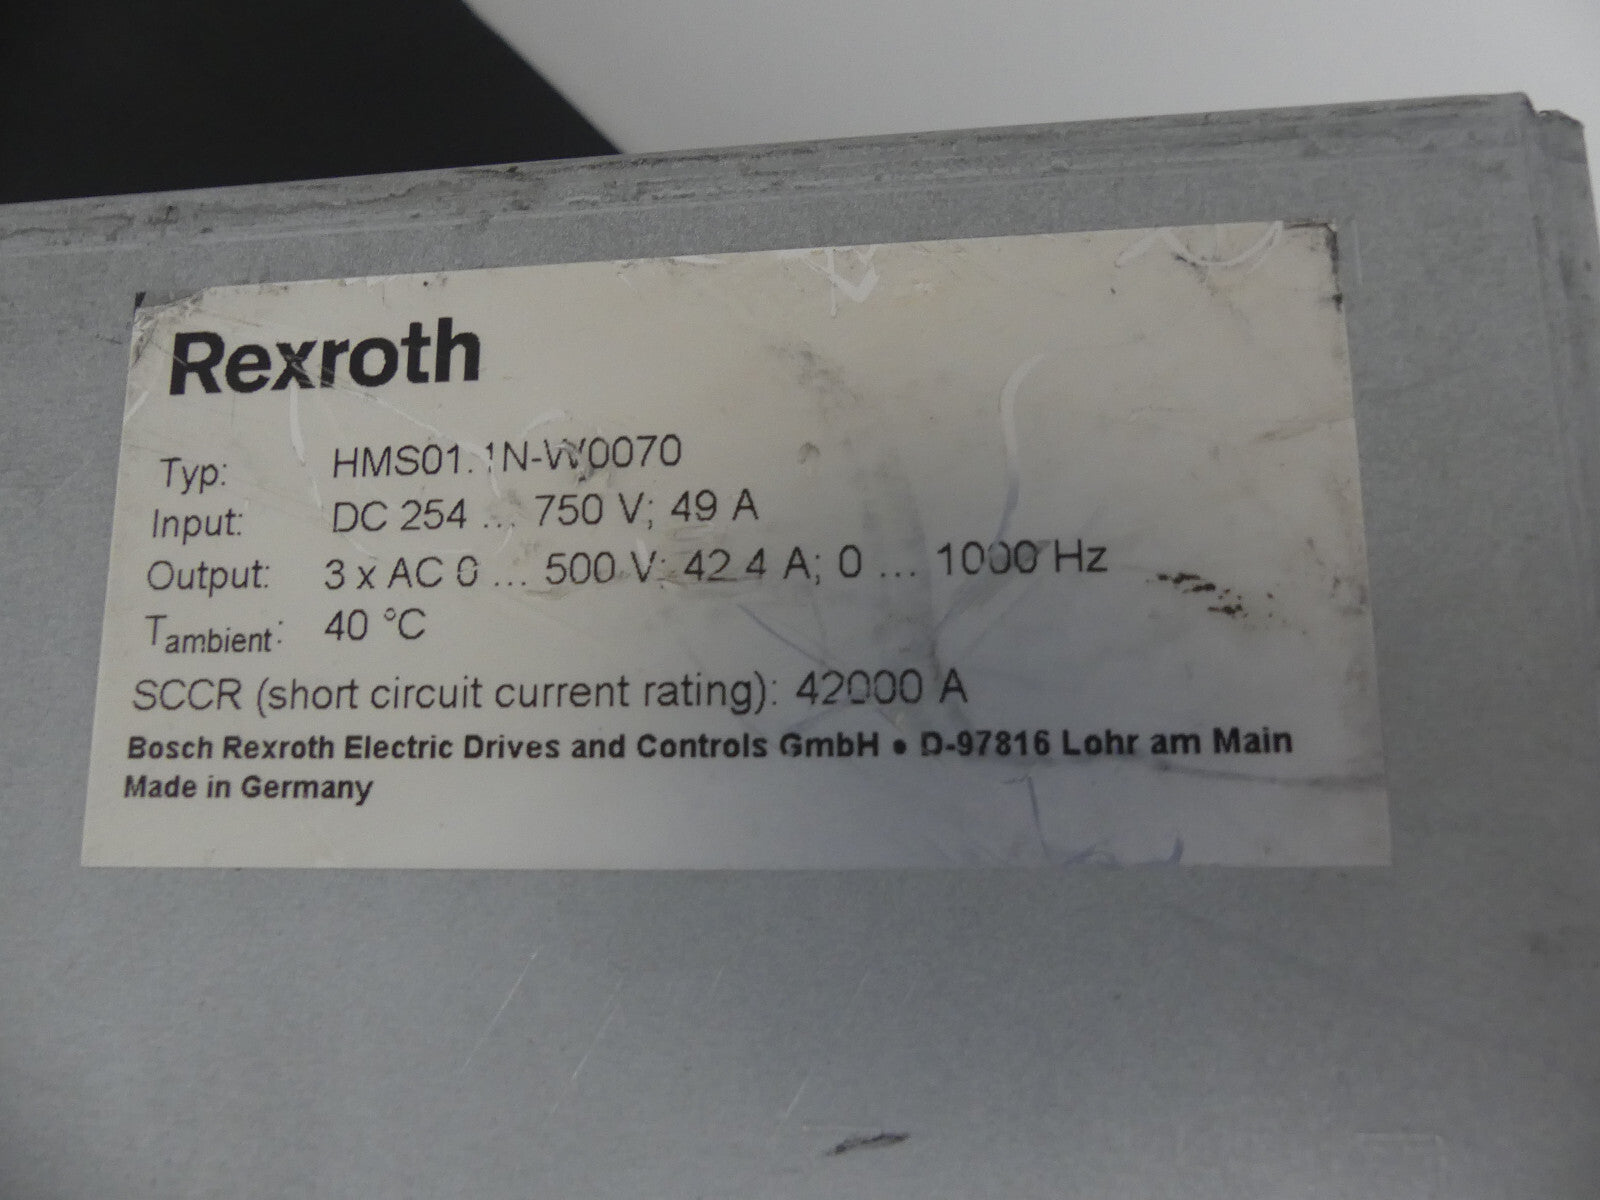 Rexroth
Typ: HMS01.1N-W0070
Input: DC 254 ... 750 V; 49 A
Output: 3 x AC 0 ... 500 V; 42.4 A; 0 ... 1000 Hz
Tambient: 40 °C
SCCR (short circuit current rating): 42000 A
Bosch Rexroth Electric Drives and Controls GmbH • D-97816 Lohr am Main
Made in Germany